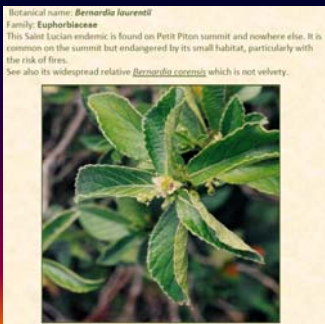 Botanical name: Bernardia laurentii
Family: Euphorbiaceae
This Saint Lucian endemic is found on Petit Piton summit and nowhere else. It is
common on the summit but endangered by its small habitat, particularly with
the risk of fires.
See also its widespread relative Bernardia corensis which is not velvety.